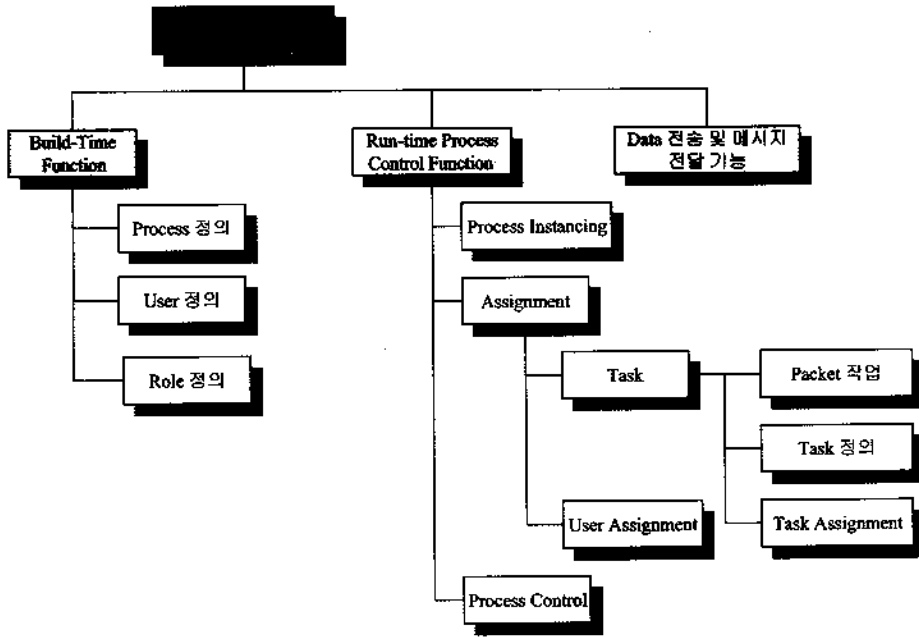 Build-Time
Function
Run-time Process
Control Function
Data 전송 및 메시지
전달 기능
Process 정의
User 정의
Role 정의
Process Instancing
Assignment
Task
User Assignment
Packet 작업
Task 정의
Task Assignment
Process Control